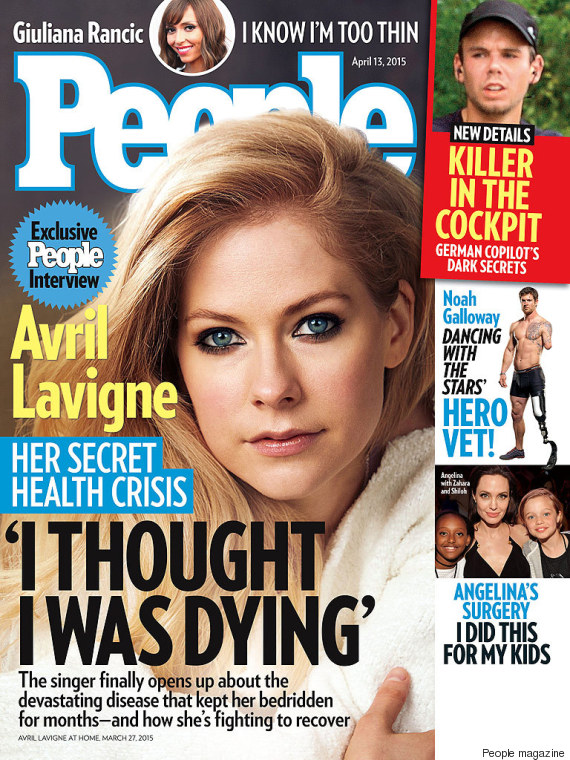 Giuliana Rancic
I KNOW I'M TOO THIN
April 13, 2015
People
NEW DETAILS
KILLER
IN THE
COCKPIT
GERMAN COPILOT'S
DARK SECRETS
Exclusive
People
Interview
Avril
Lavigne
HER SECRET
HEALTH CRISIS
'I THOUGHT
I WAS DYING'
The singer finally opens up about the
devastating disease that kept her bedridden
for months—and how she's fighting to recover
AVRIL LAVIGNE AT HOME, MARCH 27, 2015
Noah
Galloway
DANCING
WITH
THE
STARS'
HERO
VET!
Angelina
with Zahara
and Shiloh
ANGELINA'S
SURGERY
I DID THIS
FOR MY KIDS
People magazine